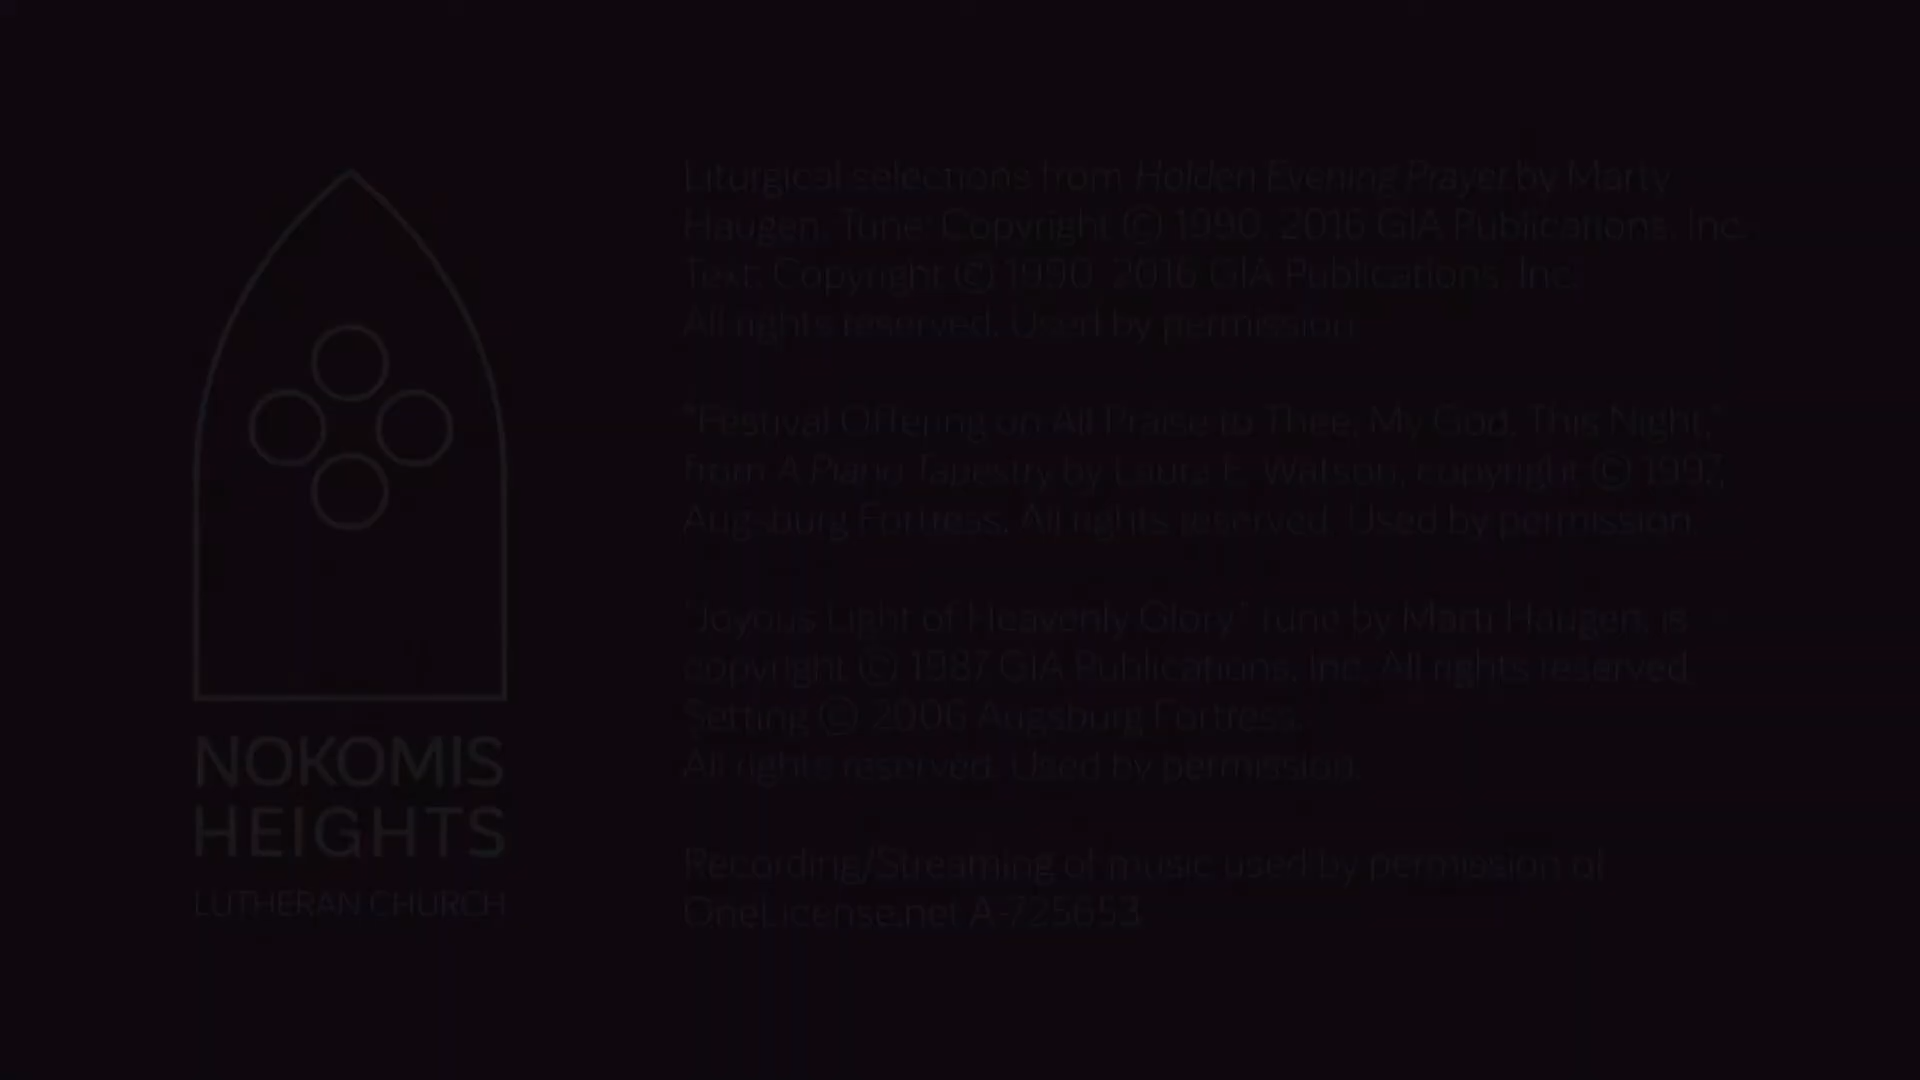 NOKOMIS
HEIGHTS
LUTHERAN CHURCH
Liturgical selections from Holden Evening Prayer by Marty
Haugen. Tune: Copyright © 1990, 2016 GIA Publications, Inc.
Text: Copyright © 1990, 2016 GIA Publications, Inc.
All rights reserved. Used by permission.
"Festival Offering on All Praise to Thee, My God, This Night,"
from A Piano Tapestry by Laura E. Watson, copyright © 1997,
Augsburg Fortress. All rights reserved. Used by permission.
"Joyous Light of Heavenly Glory" tune by Marty Haugen, is
copyright © 1987 GIA Publications, Inc. All rights reserved.
Setting © 2006 Augsburg Fortress.
All rights reserved. Used by permission.
Recording/Streaming of music used by permission of
OneLicense.net A-725653